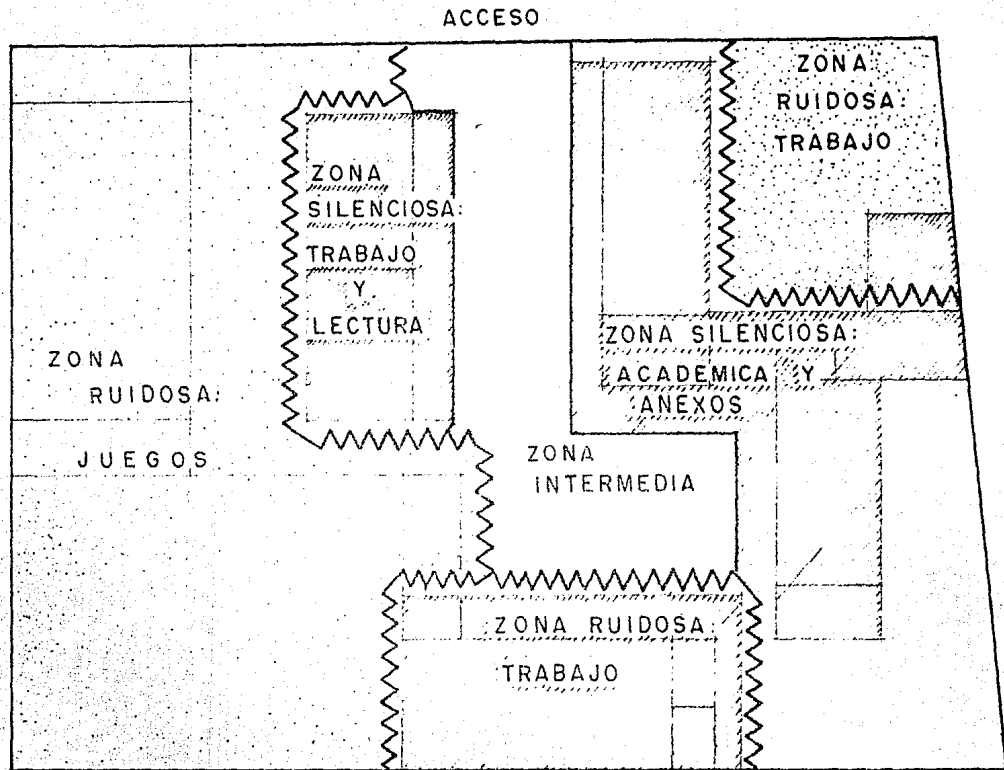 ACCESO
ZONA
RUIDOSA:
TRABAJO
ZONA
SILENCIOSA:
TRABAJO
Y
LECTURA
ZONA SILENCIOSA:
ACADEMICA Y
ANEXOS
ZONA
RUIDOSA:
JUEGOS
ZONA
INTERMEDIA
ZONA RUIDOSA:
TRABAJO